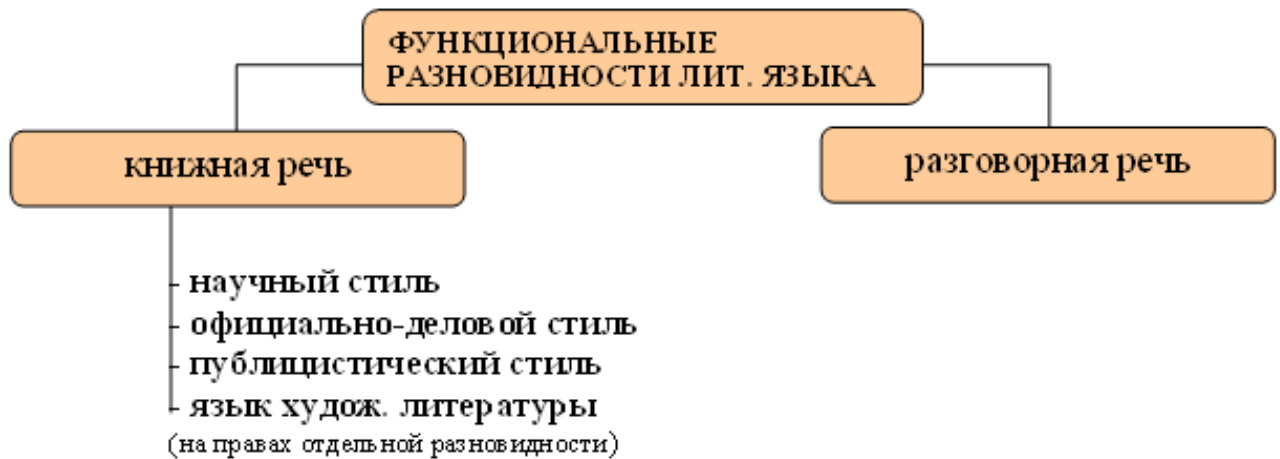 ФУНКЦИОНАЛЬНЫЕ
РАЗНОВИДНОСТИ ЛИТ. ЯЗЫКА
книжная речь
разговорная речь
- научный стиль
- официально-деловой стиль
- публицистический стиль
- язык худож. литературы
(на правах отдельной разновидности)